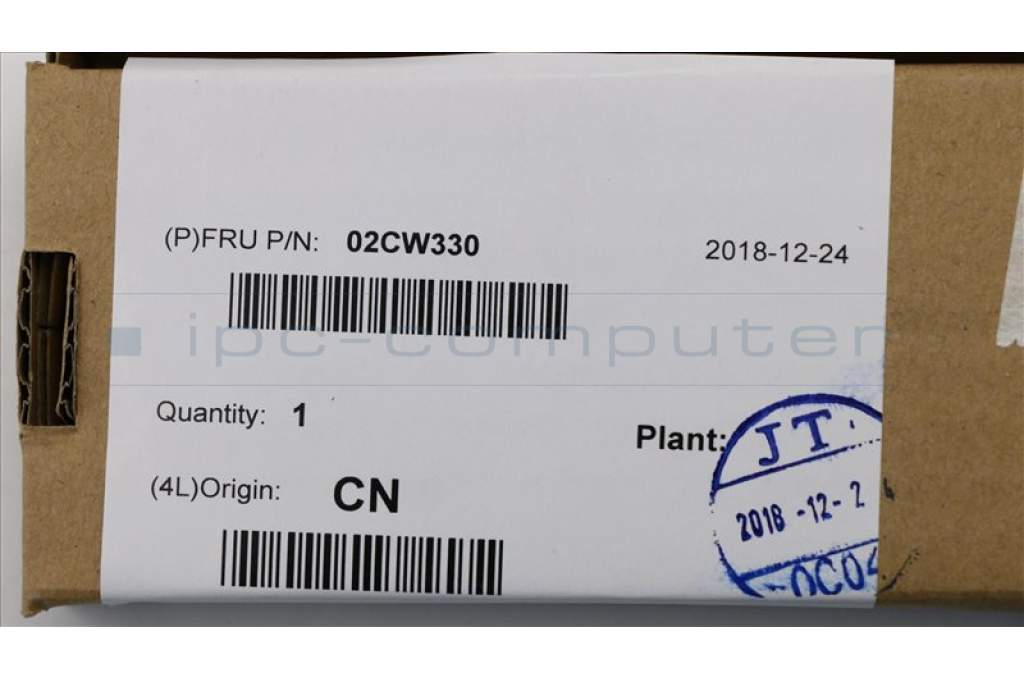 (P)FRU P/N: 02CW330
2018-12-24
ipc-computer
Quantity: 1
Plant:
JT.
(4L)Origin: CN
2018 -12- 2